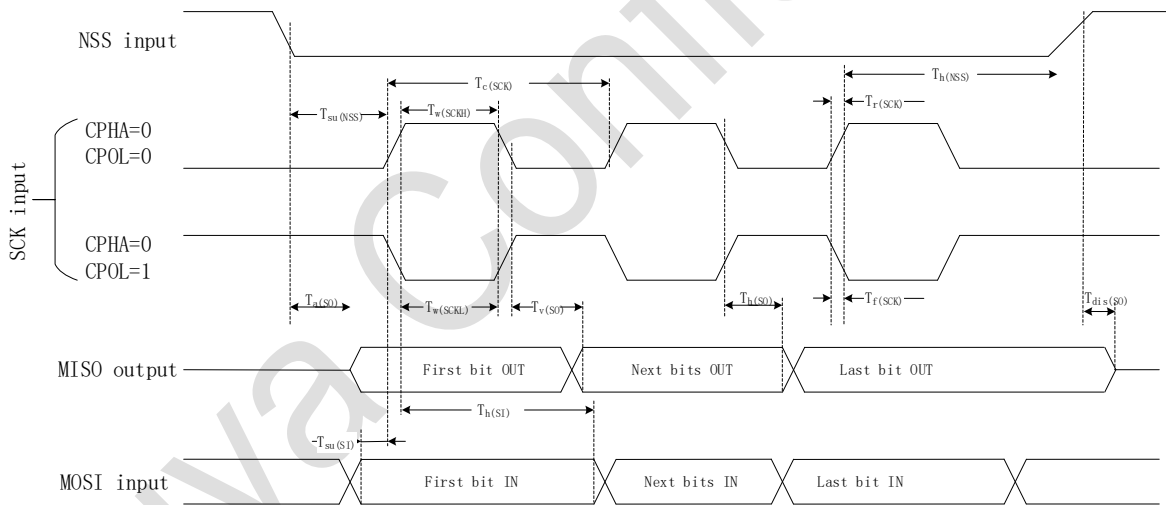 NSS input
Tc(SCK)
Th(NSS)
Tsu(NSS)
Tw(SCKH)
Tr(SCK)
SCK input
CPHA=0
CPOL=0
CPHA=0
CPOL=1
Ta(SO)
Tw(SCKL)
Tv(SO)
Th(SO)
Tf(SCK)
Tdis(SO)
MISO output
First bit OUT
Next bits OUT
Last bit OUT
Th(SI)
Tsu(SI)
MOSI input
First bit IN
Next bits IN
Last bit IN